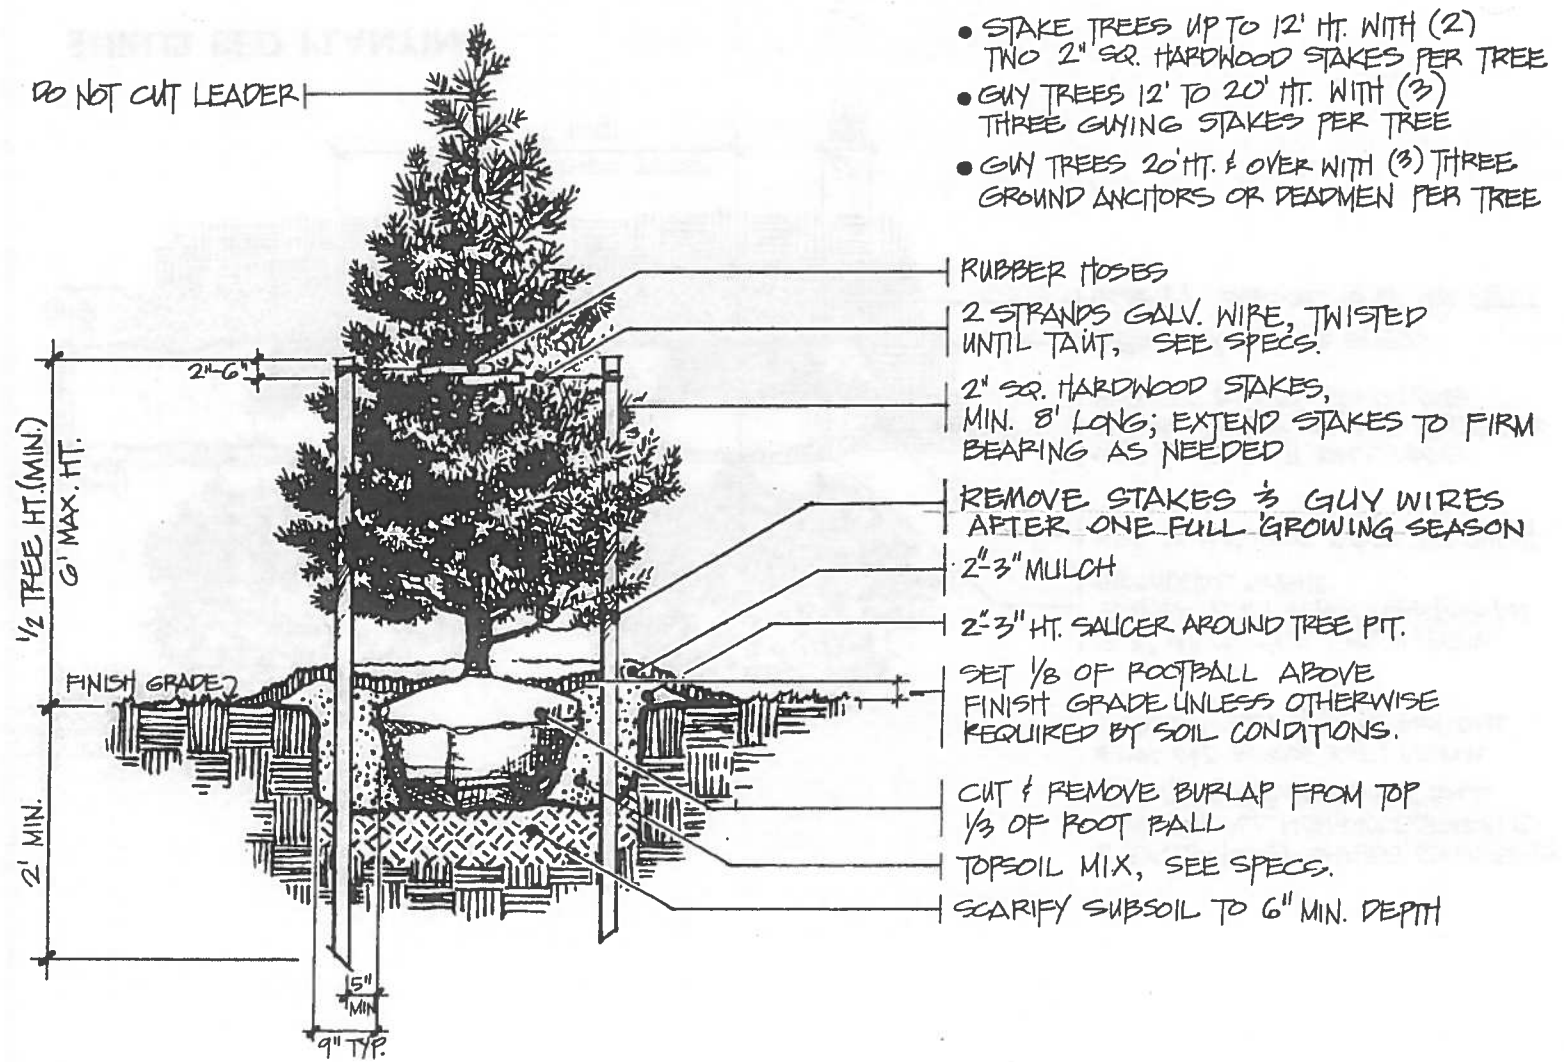 DO NOT CUT LEADER
• STAKE TREES UP TO 12' HT. WITH (2)
TWO 2" SQ. HARDWOOD STAKES PER TREE
• GUY TREES 12' TO 20' HT. WITH (3)
THREE GUYING STAKES PER TREE
• GUY TREES 20' HT. & OVER WITH (3) THREE
GROUND ANCHORS OR DEADMEN PER TREE
RUBBER HOSES
2 STRANDS GALV. WIRE, TWISTED
UNTIL TAUT, SEE SPECS.
2" SQ. HARDWOOD STAKES,
MIN. 8' LONG; EXTEND STAKES TO FIRM
BEARING AS NEEDED
REMOVE STAKES & GUY WIRES
AFTER ONE FULL GROWING SEASON
2"-3" MULCH
2"-3" HT. SAUCER AROUND TREE PIT.
SET 1/8 OF ROOTBALL ABOVE
FINISH GRADE UNLESS OTHERWISE
REQUIRED BY SOIL CONDITIONS.
CUT & REMOVE BURLAP FROM TOP
1/3 OF ROOT BALL
TOPSOIL MIX, SEE SPECS.
SCARIFY SUBSOIL TO 6" MIN. DEPTH
2"-6"
1/2 TREE HT. (MIN.)
6' MAX. HT.
FINISH GRADE
2' MIN.
5"
MIN
9" TYP.